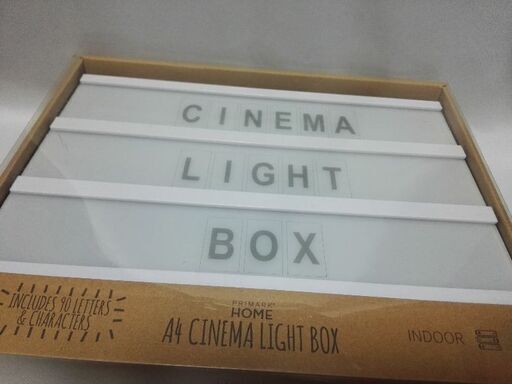 CINEMA
LIGHT
BOX
INCLUDES 90 LETTERS
& CHARACTERS
PRIMARK
HOME
A4 CINEMA LIGHT BOX
INDOOR